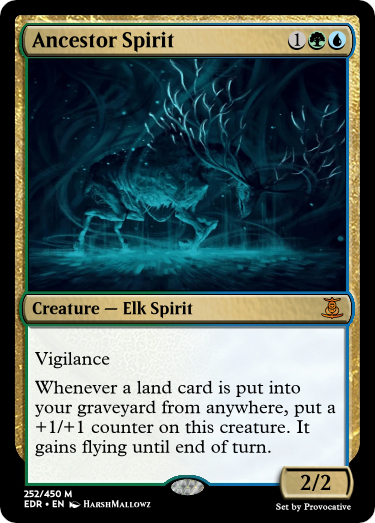 Ancestor Spirit 1
Creature — Elk Spirit
Vigilance
Whenever a land card is put into
your graveyard from anywhere, put a
+1/+1 counter on this creature. It
gains flying until end of turn.
2/2
252/450 M
EDR • EN HarshMallowz
Set by Provocative